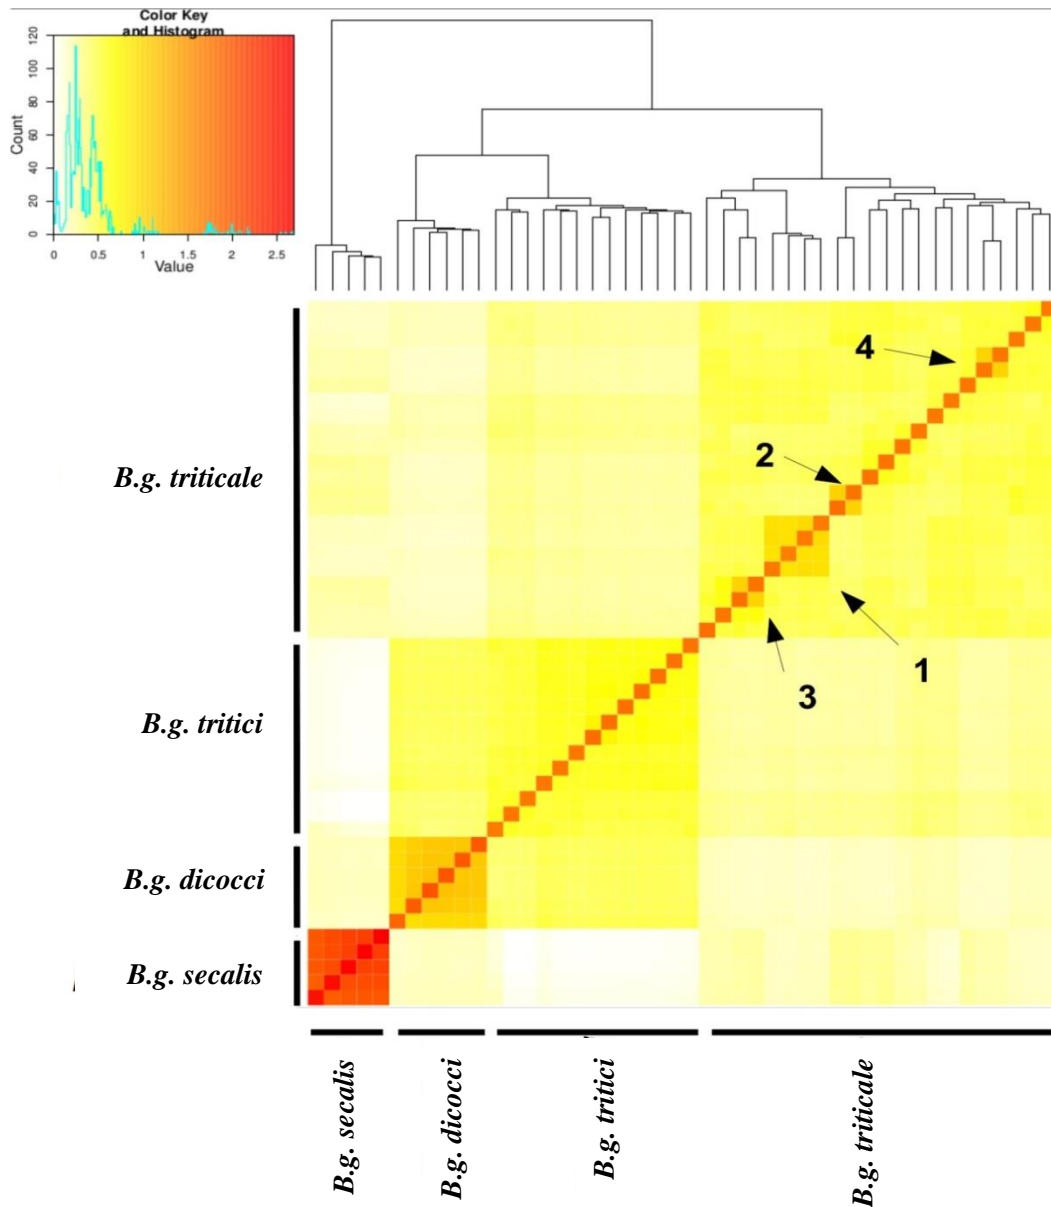 Color Key
and Histogram
Count
0
20
40
60
80
100
120
0 0.5 1 1.5 2 2.5
Value
4
B.g. triticale
2
1
3
B.g. tritici
B.g. dicocci
B.g. secalis
B.g. secalis
B.g. dicocci
B.g. tritici
B.g. triticale